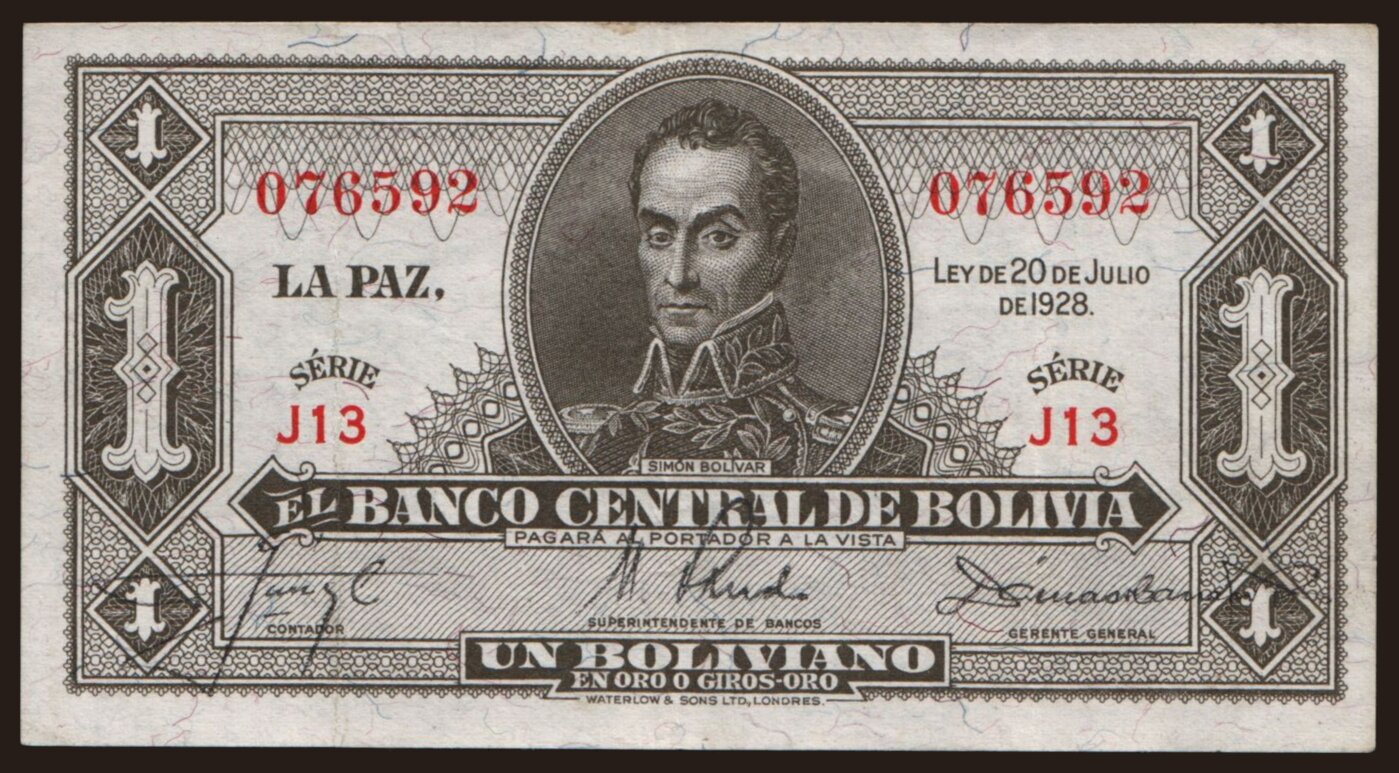 1 1
076592 076592
LA PAZ,
LEY DE 20 DE JULIO
DE 1928.
1 1
SÉRIE SÉRIE
J13 J13
SIMÓN BOLÍVAR
EL BANCO CENTRAL DE BOLIVIA
PAGARÁ AL PORTADOR A LA VISTA
1 1
CONTADOR
SUPERINTENDENTE DE BANCOS
GERENTE GENERAL
UN BOLIVIANO
EN ORO O GIROS-ORO
WATERLOW & SONS LTD, LONDRES.